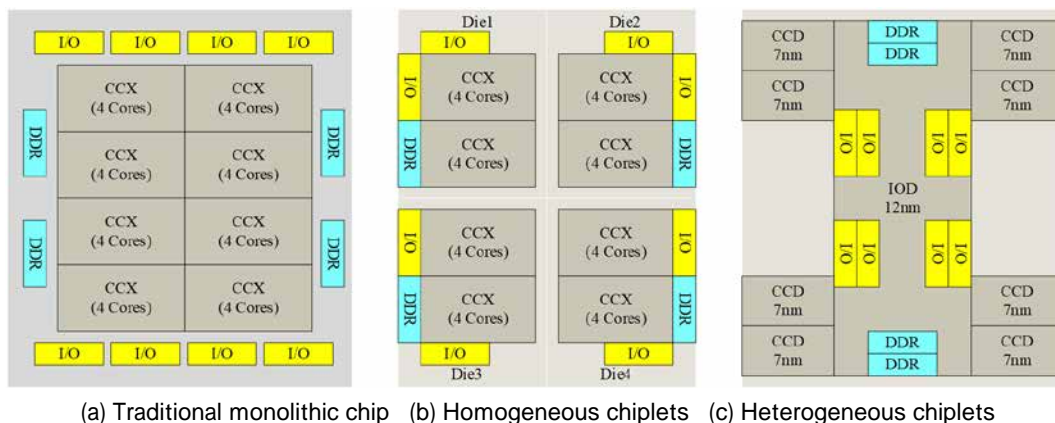 I/O I/O I/O I/O
CCX
(4 Cores)
CCX
(4 Cores)
DDR
DDR
CCX
(4 Cores)
CCX
(4 Cores)
CCX
(4 Cores)
CCX
(4 Cores)
DDR
DDR
CCX
(4 Cores)
CCX
(4 Cores)
I/O I/O I/O I/O
Die1
I/O
I/O
CCX
(4 Cores)
DDR
CCX
(4 Cores)
Die2
I/O
CCX
(4 Cores)
I/O
CCX
(4 Cores)
DDR
I/O
CCX
(4 Cores)
DDR
CCX
(4 Cores)
I/O
Die3
CCX
(4 Cores)
I/O
CCX
(4 Cores)
DDR
I/O
Die4
CCD
7nm
CCD
7nm
DDR
DDR
CCD
7nm
CCD
7nm
I/O I/O
I/O I/O
IOD
12nm
I/O I/O
I/O I/O
CCD
7nm
CCD
7nm
DDR
DDR
CCD
7nm
CCD
7nm
(a) Traditional monolithic chip (b) Homogeneous chiplets (c) Heterogeneous chiplets